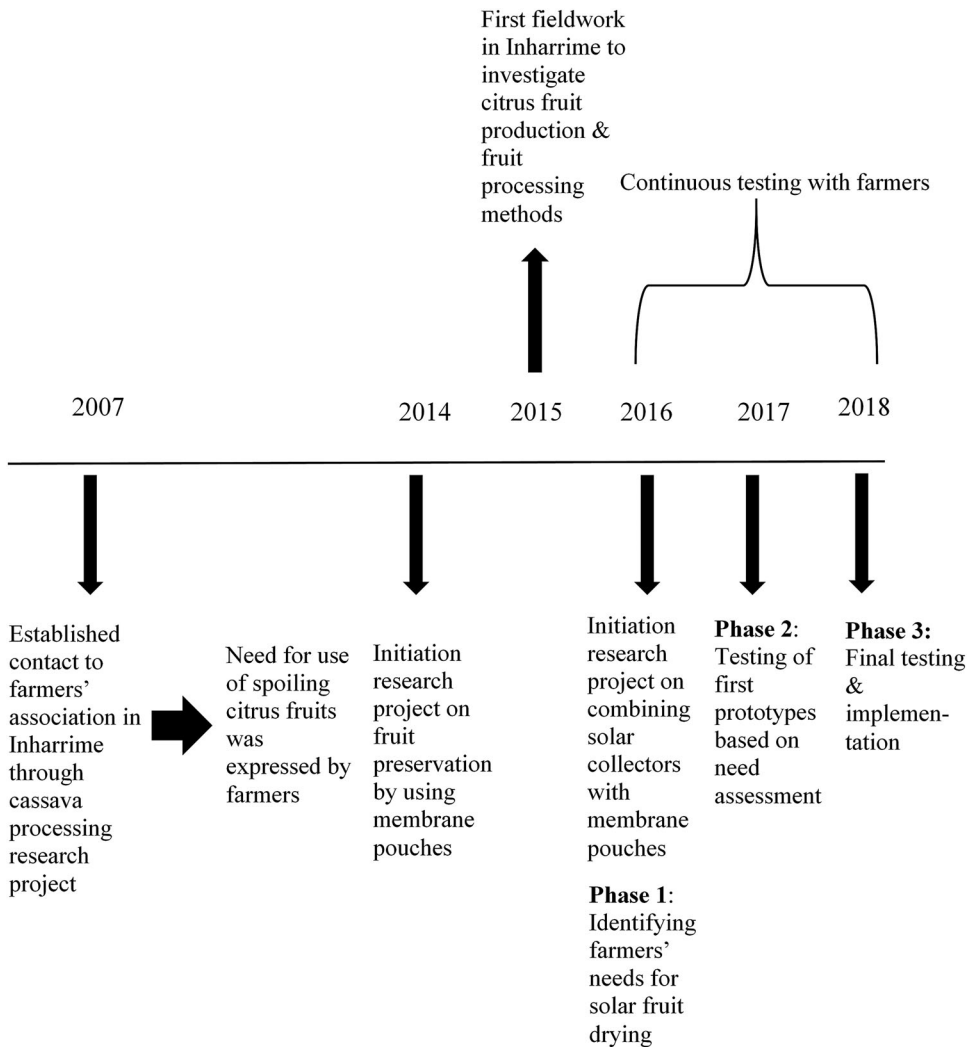 First fieldwork
in Inharrime to
investigate
citrus fruit
production &
fruit
processing
methods
Continuous testing with farmers
2007
2014
2015
2016
2017
2018
Established
contact to
farmers’
association in
Inharrime
through
cassava
processing
research
project
Need for use
of spoiling
citrus fruits
was
expressed by
farmers
Initiation
research
project on
fruit
preservation
by using
membrane
pouches
Initiation
research
project on
combining
solar
collectors
with
membrane
pouches
Phase 1:
Identifying
farmers’
needs for
solar fruit
drying
Phase 2:
Testing of
first
prototypes
based on
need
assessment
Phase 3:
Final testing
&
implemen-
tation